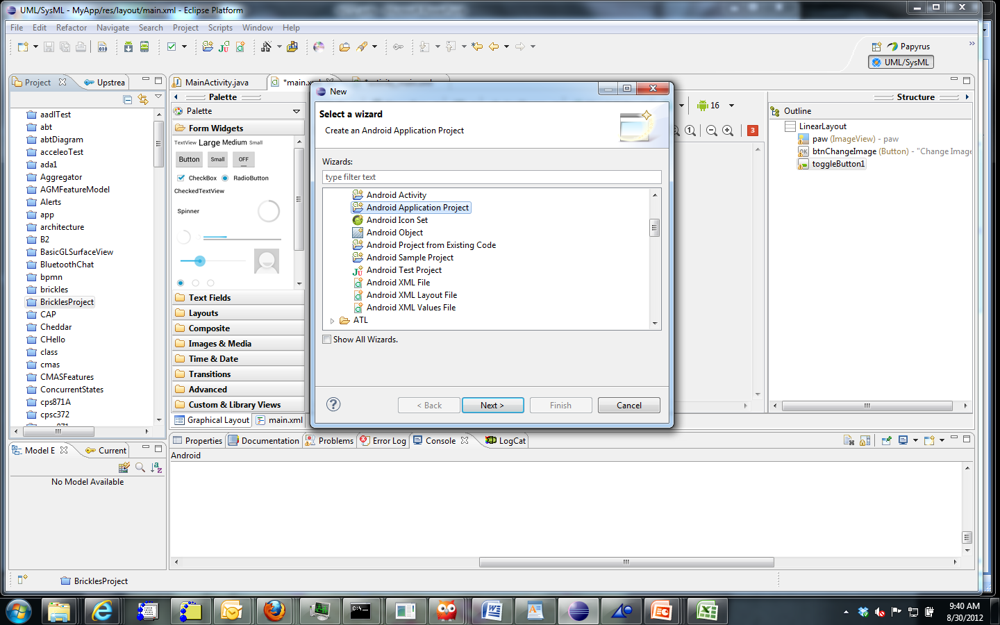 UML/SysML - MyApp/res/layout/main.xml - Eclipse Platform
File Edit Refactor Navigate Search Project Scripts Window Help
Papyrus
UML/SysML
Project
Upstrea
aadlTest
abt
abtDiagram
acceleoTest
ada1
Aggregator
AGMFeatureModel
Alerts
app
architecture
B2
BasicGLSurfaceView
BluetoothChat
bpmn
brickles
BricklesProject
CAP
Cheddar
CHello
class
cmas
CMASFeatures
ConcurrentStates
cps871A
cpsc372
MainActivity.java
*main.x
Palette
Palette
Form Widgets
TextView Large Medium Small
Button Small OFF
CheckBox RadioButton
CheckedTextView
Spinner
Text Fields
Layouts
Composite
Images & Media
Time & Date
Transitions
Advanced
Custom & Library Views
Graphical Layout main.xml
New
Select a wizard
Create an Android Application Project
Wizards:
type filter text
Android Activity
Android Application Project
Android Icon Set
Android Object
Android Project from Existing Code
Android Sample Project
Android Test Project
Android XML File
Android XML Layout File
Android XML Values File
ATL
Show All Wizards.
< Back Next > Finish Cancel
16
3
Structure
Outline
LinearLayout
paw (ImageView) - paw
btnChangeImage (Button) - "Change Image
toggleButton1
Properties Documentation Problems Error Log Console LogCat
Android
Model E
Current
No Model Available
BricklesProject
9:40 AM
8/30/2012